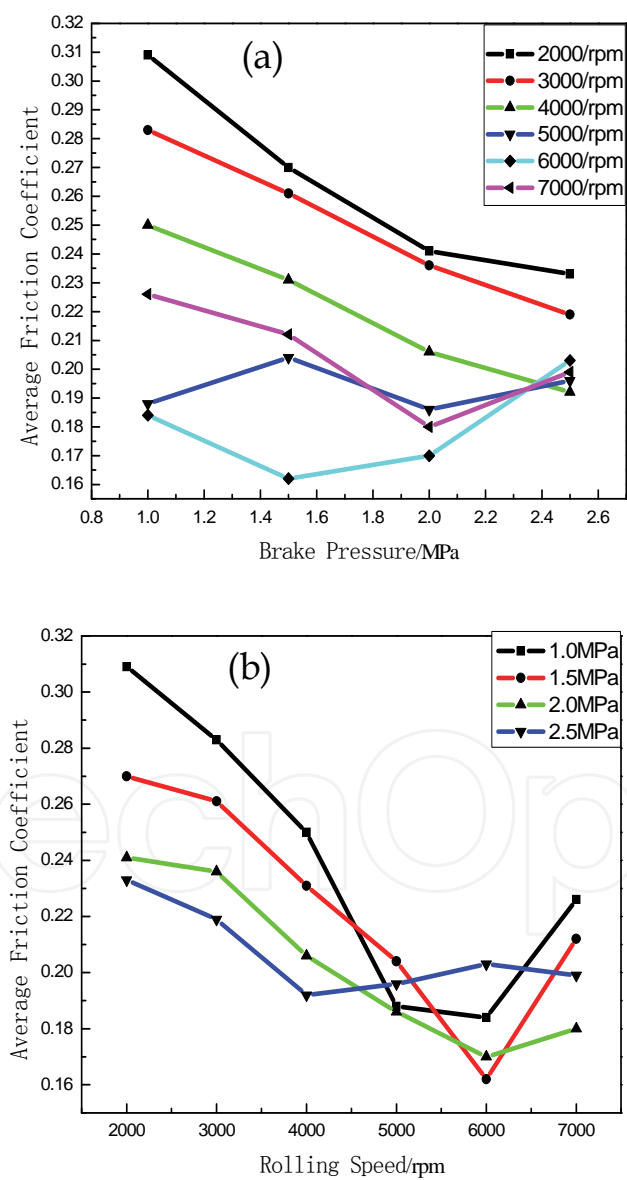 (a)
2000/rpm
3000/rpm
4000/rpm
5000/rpm
6000/rpm
7000/rpm
Average Friction Coefficient
0.32
0.31
0.30
0.29
0.28
0.27
0.26
0.25
0.24
0.23
0.22
0.21
0.20
0.19
0.18
0.17
0.16
0.8 1.0 1.2 1.4 1.6 1.8 2.0 2.2 2.4 2.6
Brake Pressure/MPa
(b)
1.0MPa
1.5MPa
2.0MPa
2.5MPa
Average Friction Coefficient
0.32
0.30
0.28
0.26
0.24
0.22
0.20
0.18
0.16
2000 3000 4000 5000 6000 7000
Rolling Speed/rpm
echOp